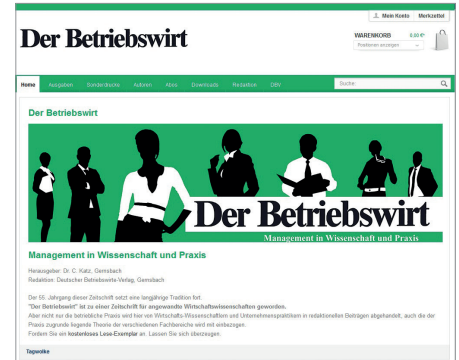 Mein Konto Merkzettel
Der Betriebswirt
WARENKORB 0,00 €*
Positionen anzeigen
Home Ausgaben Sonderdrucke Autoren Abos Downloads Redaktion DBV Suche
Der Betriebswirt
Der Betriebswirt
Management in Wissenschaft und Praxis
Management in Wissenschaft und Praxis
Herausgeber: Dr. C. Katz, Gernsbach
Redaktion: Deutscher Betriebswirte-Verlag, Gernsbach
Der 55. Jahrgang dieser Zeitschrift setzt eine langjährige Tradition fort.
"Der Betriebswirt" ist zu einer Zeitschrift für angewandte Wirtschaftswissenschaften geworden.
Aber nicht nur die betriebliche Praxis wird hier von Wirtschafts-Wissenschaftlern und Unternehmenspraktikern in redaktionellen Beiträgen abgehandelt, auch die der
Praxis zugrunde liegende Theorie der verschiedenen Fachbereiche wird mit einbezogen.
Fordern Sie ein kostenloses Lese-Exemplar an. Lassen Sie sich überzeugen.
Tagwolke